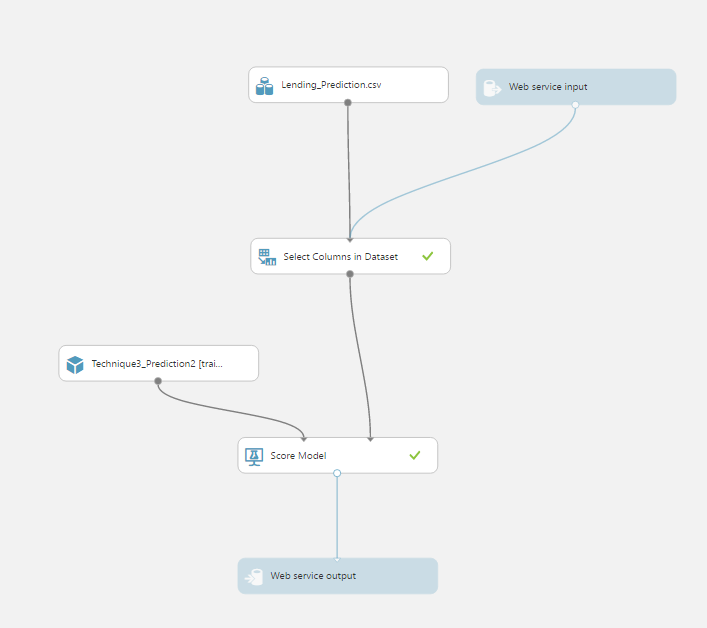 Lending_Prediction.csv
Web service input
Select Columns in Dataset
Technique3_Prediction2 [trai...
Score Model
Web service output